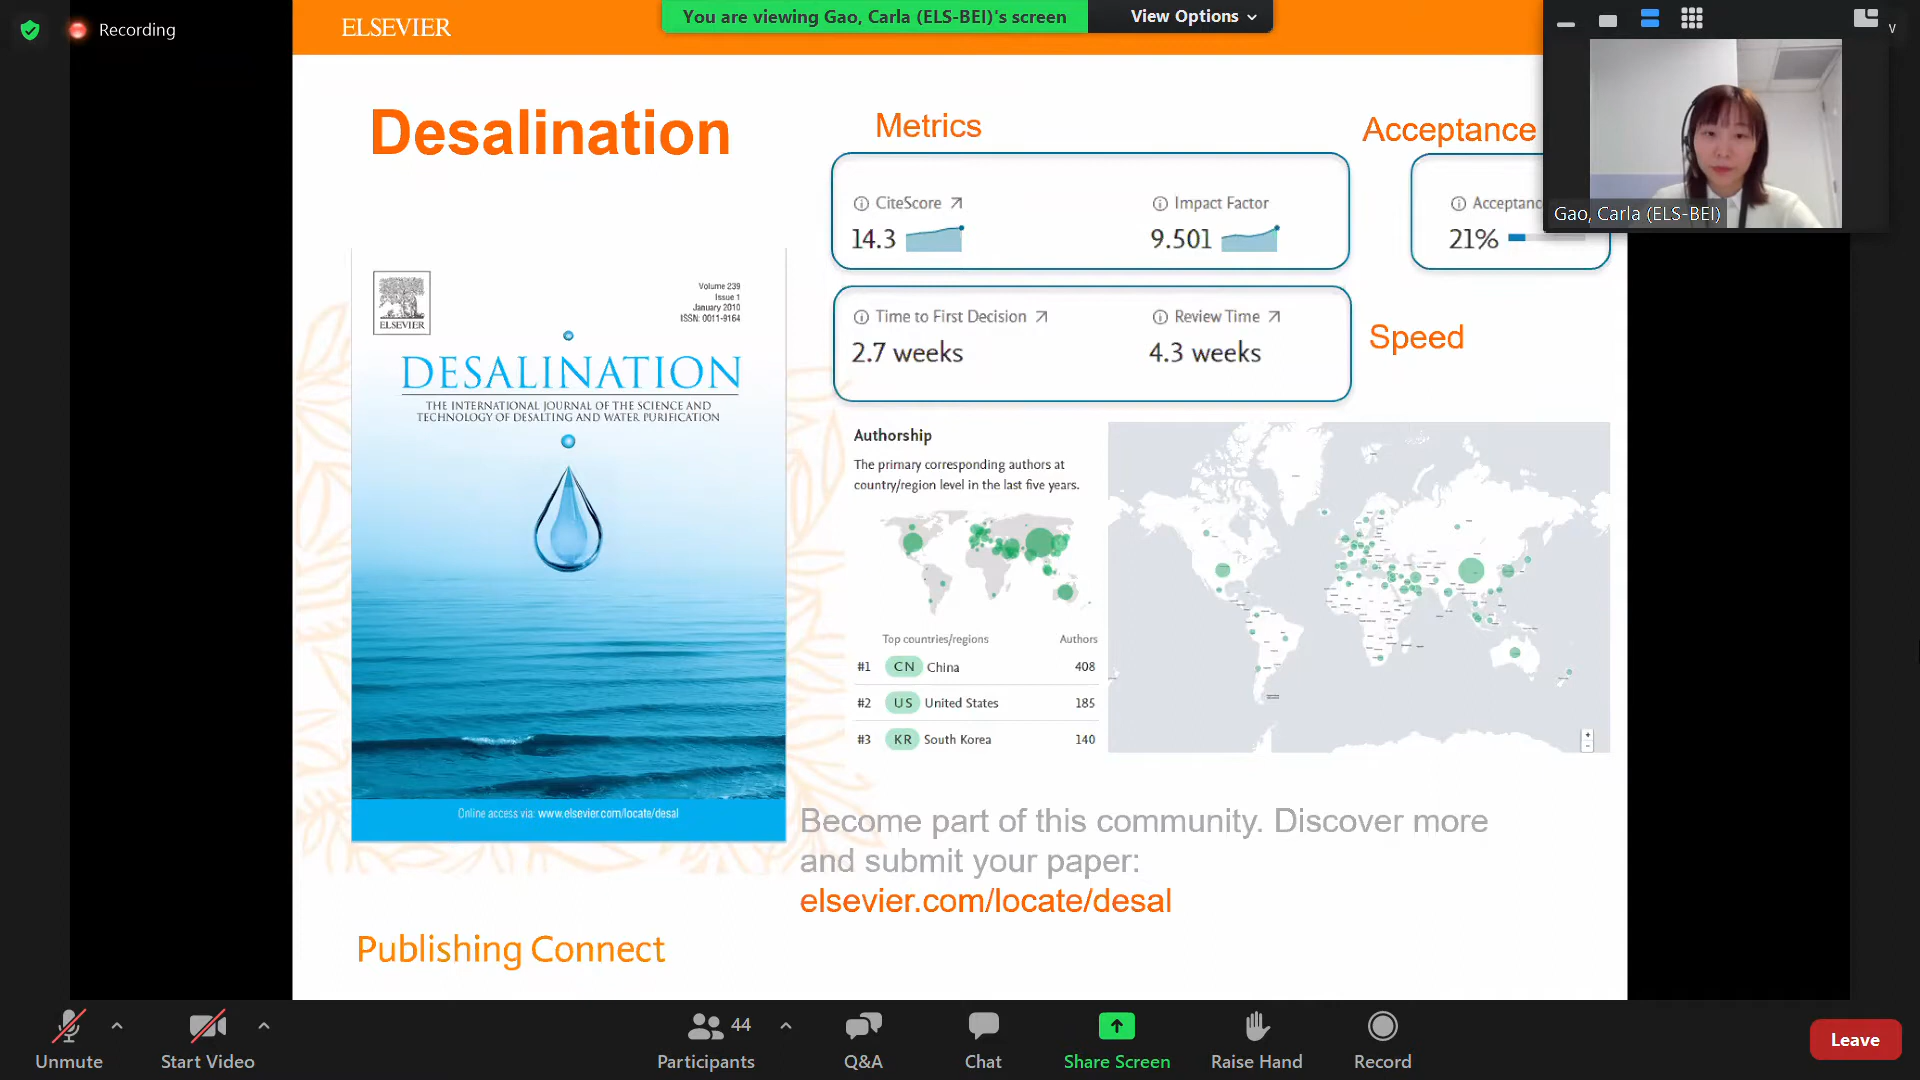 Recording
ELSEVIER
You are viewing Gao, Carla (ELS-BEI)'s screen
View Options
Gao, Carla (ELS-BEI)
Desalination
Metrics
Acceptance
CiteScore
14.3
Impact Factor
9.501
21%
Time to First Decision
2.7 weeks
Review Time
4.3 weeks
Speed
ELSEVIER
Volume 239
Issue 1
January 2010
ISSN: 0011-9164
DESALINATION
THE INTERNATIONAL JOURNAL OF THE SCIENCE AND
TECHNOLOGY OF DESALTING AND WATER PURIFICATION
Online access via: www.elsevier.com/locate/desal
Authorship
The primary corresponding authors at
country/region level in the last five years.
Top countries/regions Authors
#1 CN China 408
#2 US United States 185
#3 KR South Korea 140
Become part of this community. Discover more
and submit your paper:
elsevier.com/locate/desal
Publishing Connect
Unmute
Start Video
44
Participants
Q&A
Chat
Share Screen
Raise Hand
Record
Leave